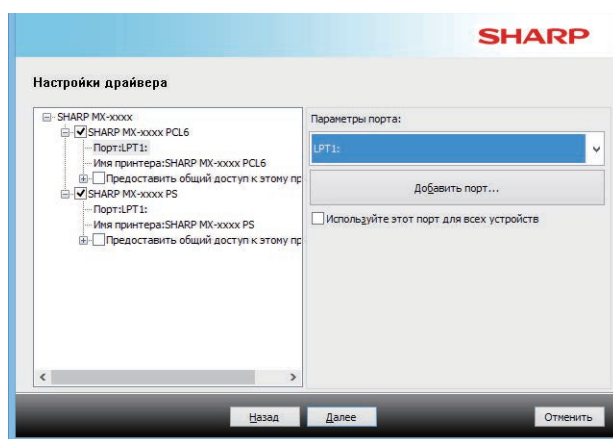 SHARP
Настройки драйвера
SHARP MX-xxxx
SHARP MX-xxxx PCL6
Порт:LPT1:
Имя принтера:SHARP MX-xxxx PCL6
Предоставить общий доступ к этому пр
SHARP MX-xxxx PS
Порт:LPT1:
Имя принтера:SHARP MX-xxxx PS
Предоставить общий доступ к этому пр
Параметры порта:
LPT1:
Добавить порт...
Используйте этот порт для всех устройств
Назад
Далее
Отменить